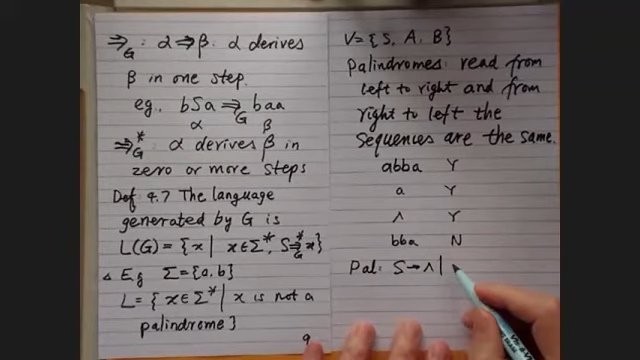 ⇒G: α ⇒ β: α derives
β in one step.
eg. bSa ⇒G baa
α β
⇒*G: α derives β in
zero or more steps
Def 4.7 The language
generated by G is
L(G) = {x | x ∈ Σ*, S ⇒*G x}
Eg Σ = {a, b}
L = {x ∈ Σ* | x is not a
palindrome}
9
V = {S, A, B}
palindromes: read from
left to right and from
right to left the
sequences are the same.
abba Y
a Y
Λ Y
bba N
Pal: S → Λ |